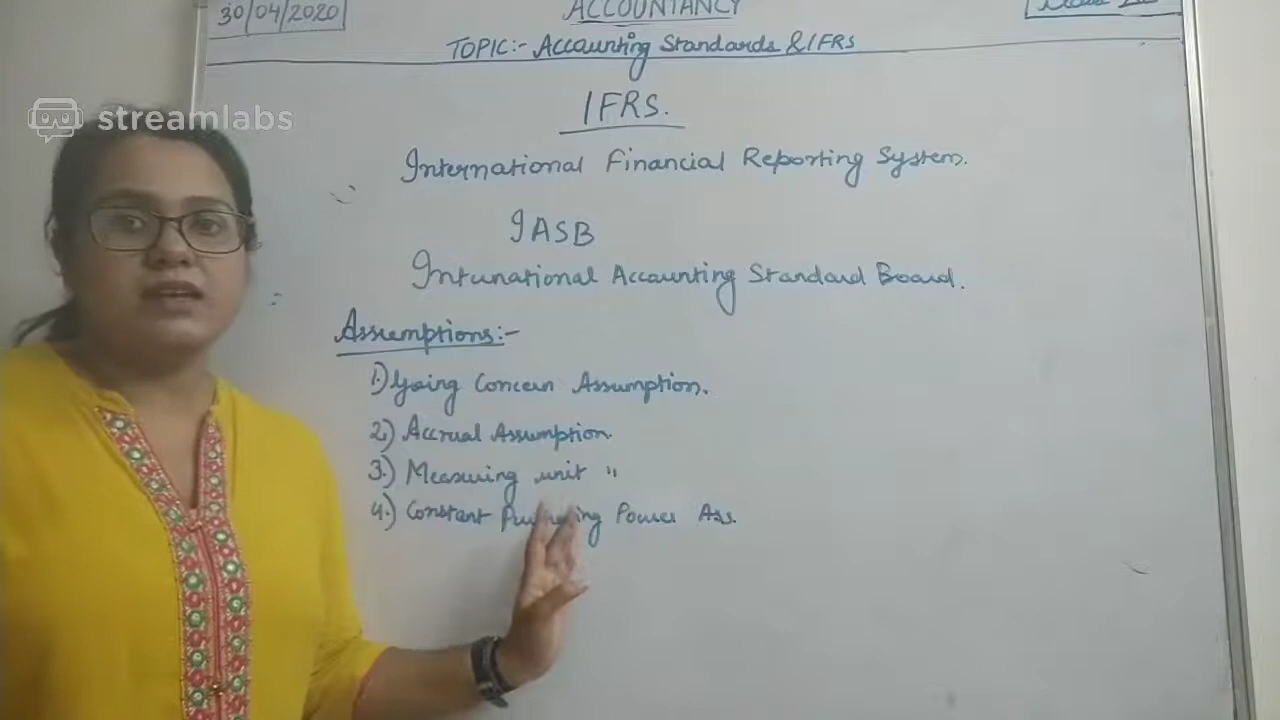 30/04/2020
ACCOUNTANCY
TOPIC:- Accounting Standards & IFRS
streamlabs
IFRS.
International Financial Reporting System.
IASB
International Accounting Standard Board.
Assumptions:-
1.) Going Concern Assumption.
2.) Accrual Assumption.
3.) Measuring unit "
4.) Constant Power Ass.